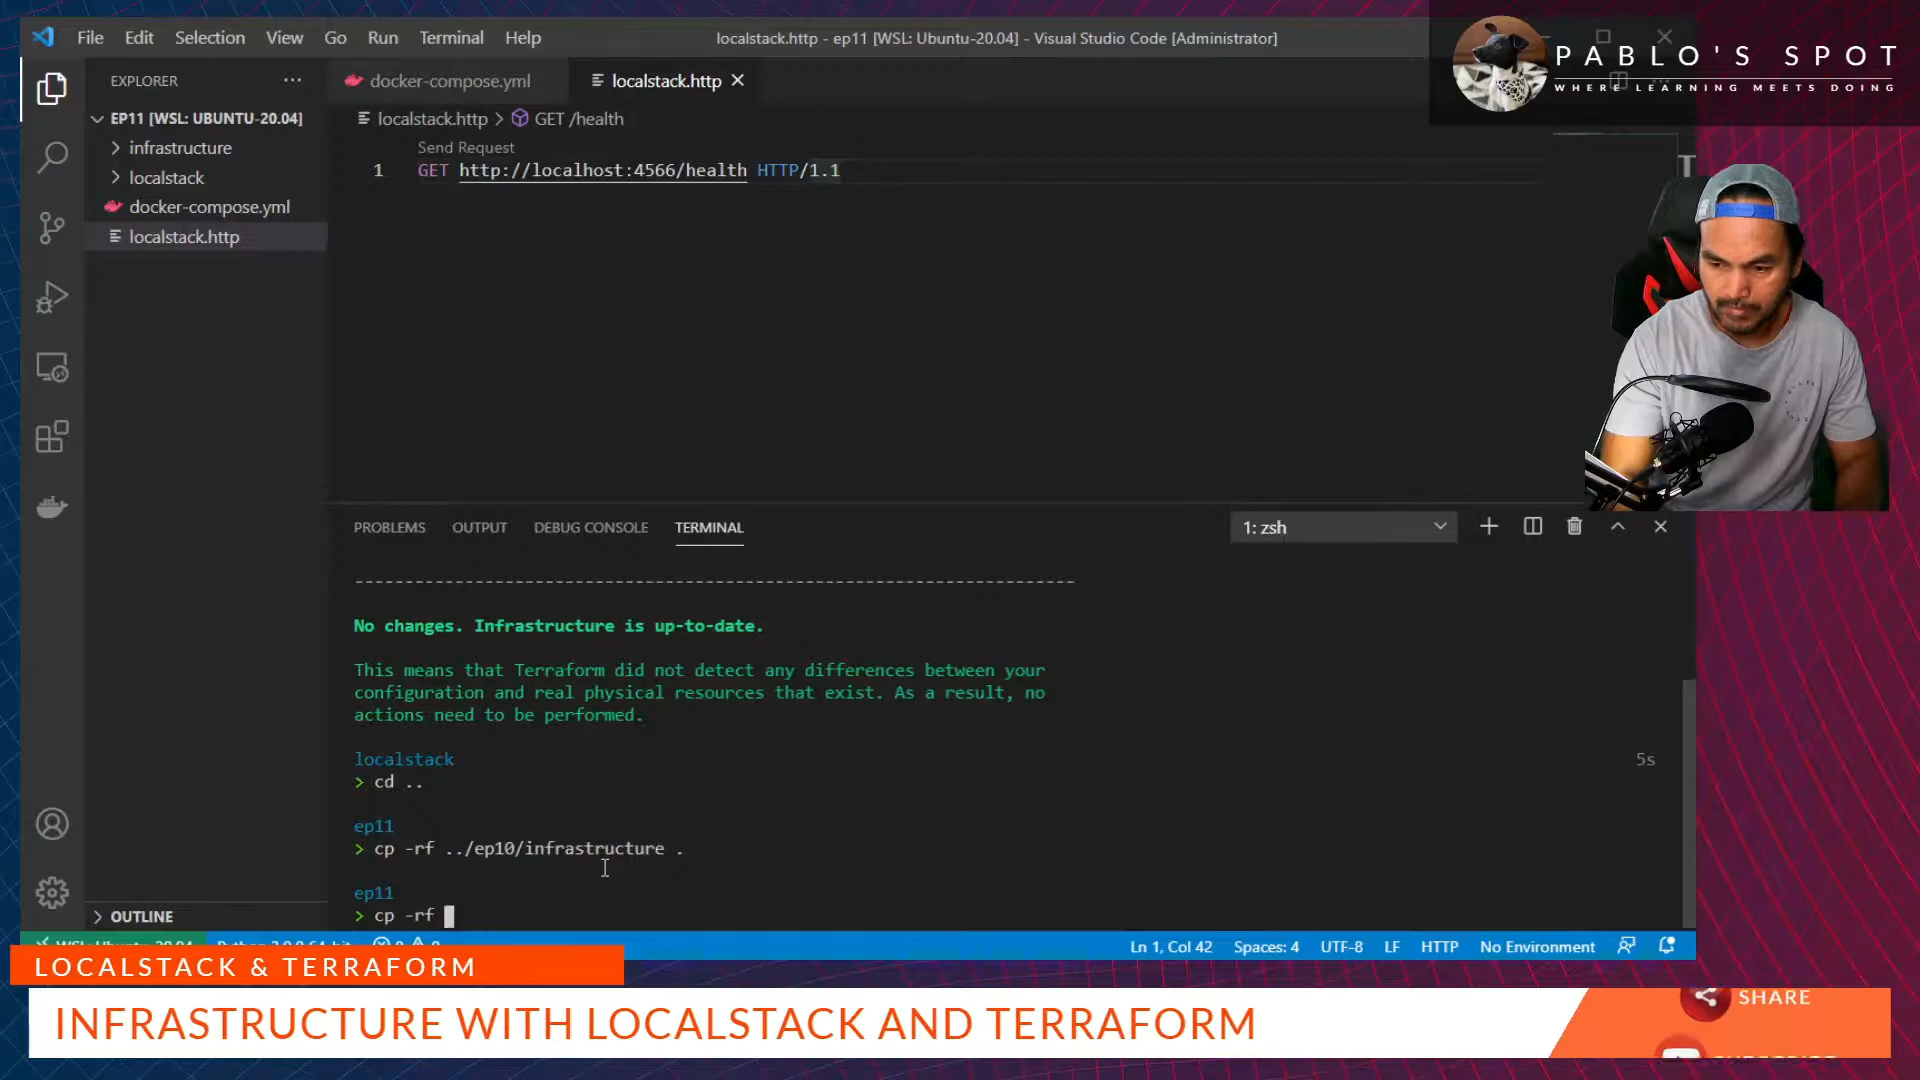 File Edit Selection View Go Run Terminal Help
localstack.http - ep11 [WSL: Ubuntu-20.04] - Visual Studio Code [Administrator]
PABLO'S SPOT
WHERE LEARNING MEETS DOING
EXPLORER
docker-compose.yml
localstack.http
EP11 [WSL: UBUNTU-20.04]
infrastructure
localstack
docker-compose.yml
localstack.http
OUTLINE
localstack.http > GET /health
Send Request
1 GET http://localhost:4566/health HTTP/1.1
PROBLEMS OUTPUT DEBUG CONSOLE TERMINAL
1: zsh
------------------------------------------------------------------------
No changes. Infrastructure is up-to-date.
This means that Terraform did not detect any differences between your
configuration and real physical resources that exist. As a result, no
actions need to be performed.
localstack
5s
> cd ..
ep11
> cp -rf ../ep10/infrastructure .
ep11
> cp -rf
Ln 1, Col 42 Spaces: 4 UTF-8 LF HTTP No Environment
LOCALSTACK & TERRAFORM
INFRASTRUCTURE WITH LOCALSTACK AND TERRAFORM
SHARE